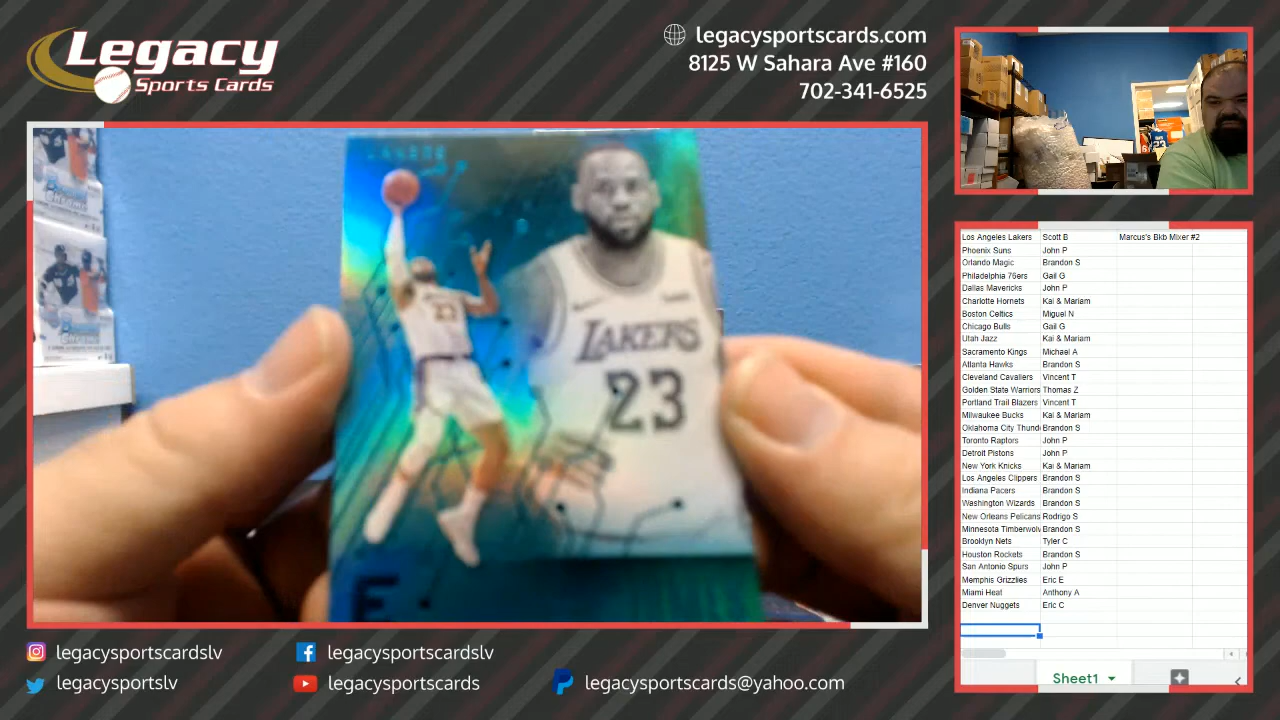 Legacy
Sports Cards
legacysportscards.com
8125 W Sahara Ave #160
702-341-6525
LAKERS
23
23
Los Angeles Lakers Scott B Marcus's Bkb Mixer #2
Phoenix Suns John P
Orlando Magic Brandon S
Philadelphia 76ers Gail G
Dallas Mavericks John P
Charlotte Hornets Kai & Mariam
Boston Celtics Miguel N
Chicago Bulls Gail G
Utah Jazz Kai & Mariam
Sacramento Kings Michael A
Atlanta Hawks Brandon S
Cleveland Cavaliers Vincent T
Golden State Warriors Thomas Z
Portland Trail Blazers Vincent T
Milwaukee Bucks Kai & Mariam
Oklahoma City Thund Brandon S
Toronto Raptors John P
Detroit Pistons John P
New York Knicks Kai & Mariam
Los Angeles Clippers Brandon S
Indiana Pacers Brandon S
Washington Wizards Brandon S
New Orleans Pelicans Rodrigo S
Minnesota Timberwolv Brandon S
Brooklyn Nets Tyler C
Houston Rockets Brandon S
San Antonio Spurs John P
Memphis Grizzlies Eric E
Miami Heat Anthony A
Denver Nuggets Eric C
Sheet1
legacysportscardslv
legacysportscardslv
legacysportslv
legacysportscards
legacysportscards@yahoo.com